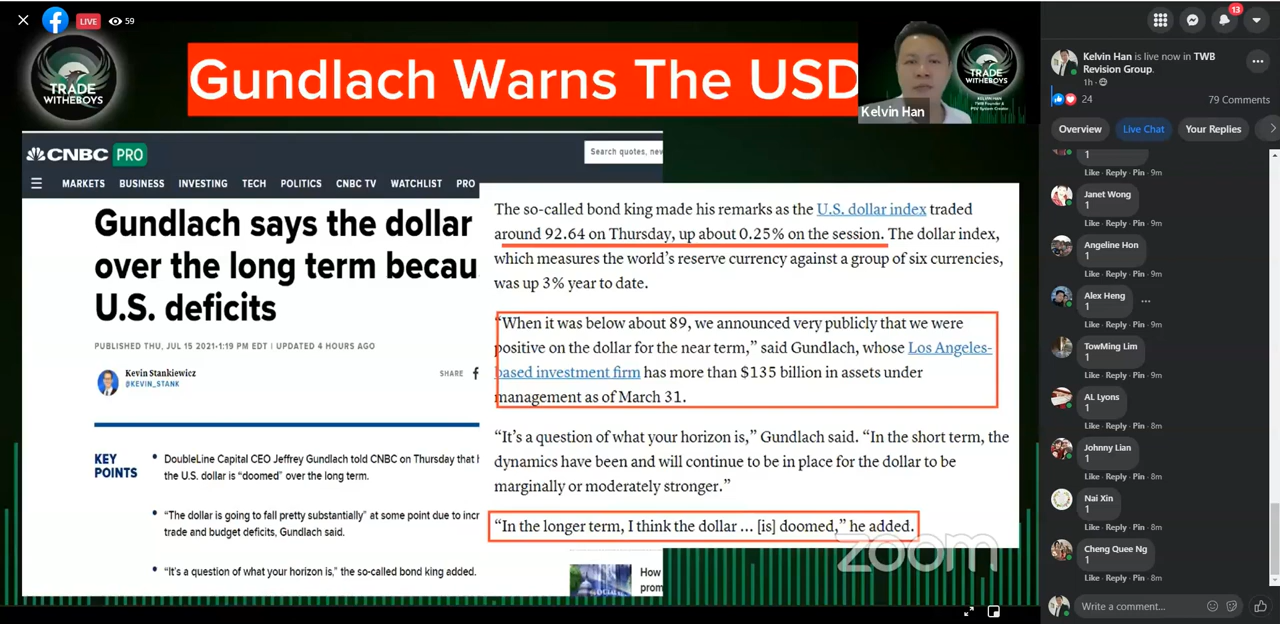 LIVE 59
TRADE
WITHEBOYS
Gundlach Warns The USD
Kelvin Han
TRADE
WITHEBOYS
KELVIN HAN
CNBC PRO
Search quotes, new
MARKETS BUSINESS INVESTING TECH POLITICS CNBC TV WATCHLIST PRO
Gundlach says the dollar
over the long term becau
U.S. deficits
PUBLISHED THU, JUL 15 2021•1:19 PM EDT | UPDATED 4 HOURS AGO
Kevin Stankiewicz
@KEVIN_STANK
SHARE
KEY
POINTS
DoubleLine Capital CEO Jeffrey Gundlach told CNBC on Thursday that
the U.S. dollar is “doomed” over the long term.
“The dollar is going to fall pretty substantially” at some point due to incr
trade and budget deficits, Gundlach said.
“It’s a question of what your horizon is,” the so-called bond king added.
How
prom
The so-called bond king made his remarks as the U.S. dollar index traded
around 92.64 on Thursday, up about 0.25% on the session. The dollar index,
which measures the world’s reserve currency against a group of six currencies,
was up 3% year to date.
“When it was below about 89, we announced very publicly that we were
positive on the dollar for the near term,” said Gundlach, whose Los Angeles-
based investment firm has more than $135 billion in assets under
management as of March 31.
“It’s a question of what your horizon is,” Gundlach said. “In the short term, the
dynamics have been and will continue to be in place for the dollar to be
marginally or moderately stronger.”
“In the longer term, I think the dollar ... [is] doomed,” he added.
zoom
13
Kelvin Han is live now in TWB
Revision Group.
1h
24 79 Comments
Overview Live Chat Your Replies
1
Like · Reply · Pin · 9m
Janet Wong
1
Like · Reply · Pin · 9m
Angeline Hon
1
Like · Reply · Pin · 9m
Alex Heng
1
Like · Reply · Pin · 9m
TowMing Lim
1
Like · Reply · Pin · 9m
AL Lyons
1
Like · Reply · Pin · 8m
Johnny Lian
1
Like · Reply · Pin · 8m
Nai Xin
1
Like · Reply · Pin · 8m
Cheng Quee Ng
1
Like · Reply · Pin · 8m
Write a comment...